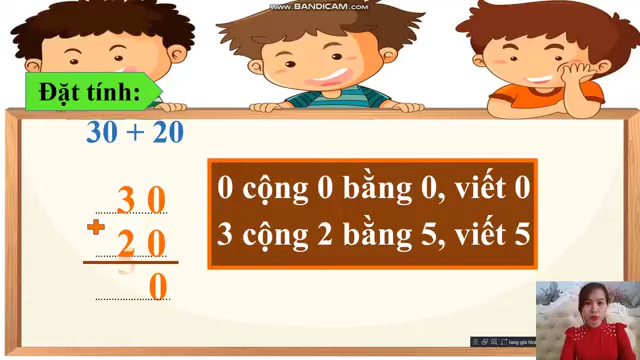 www.BANDICAM.com
Đặt tính:
30 + 20
30
+
20
0
0 cộng 0 bằng 0, viết 0
3 cộng 2 bằng 5, viết 5